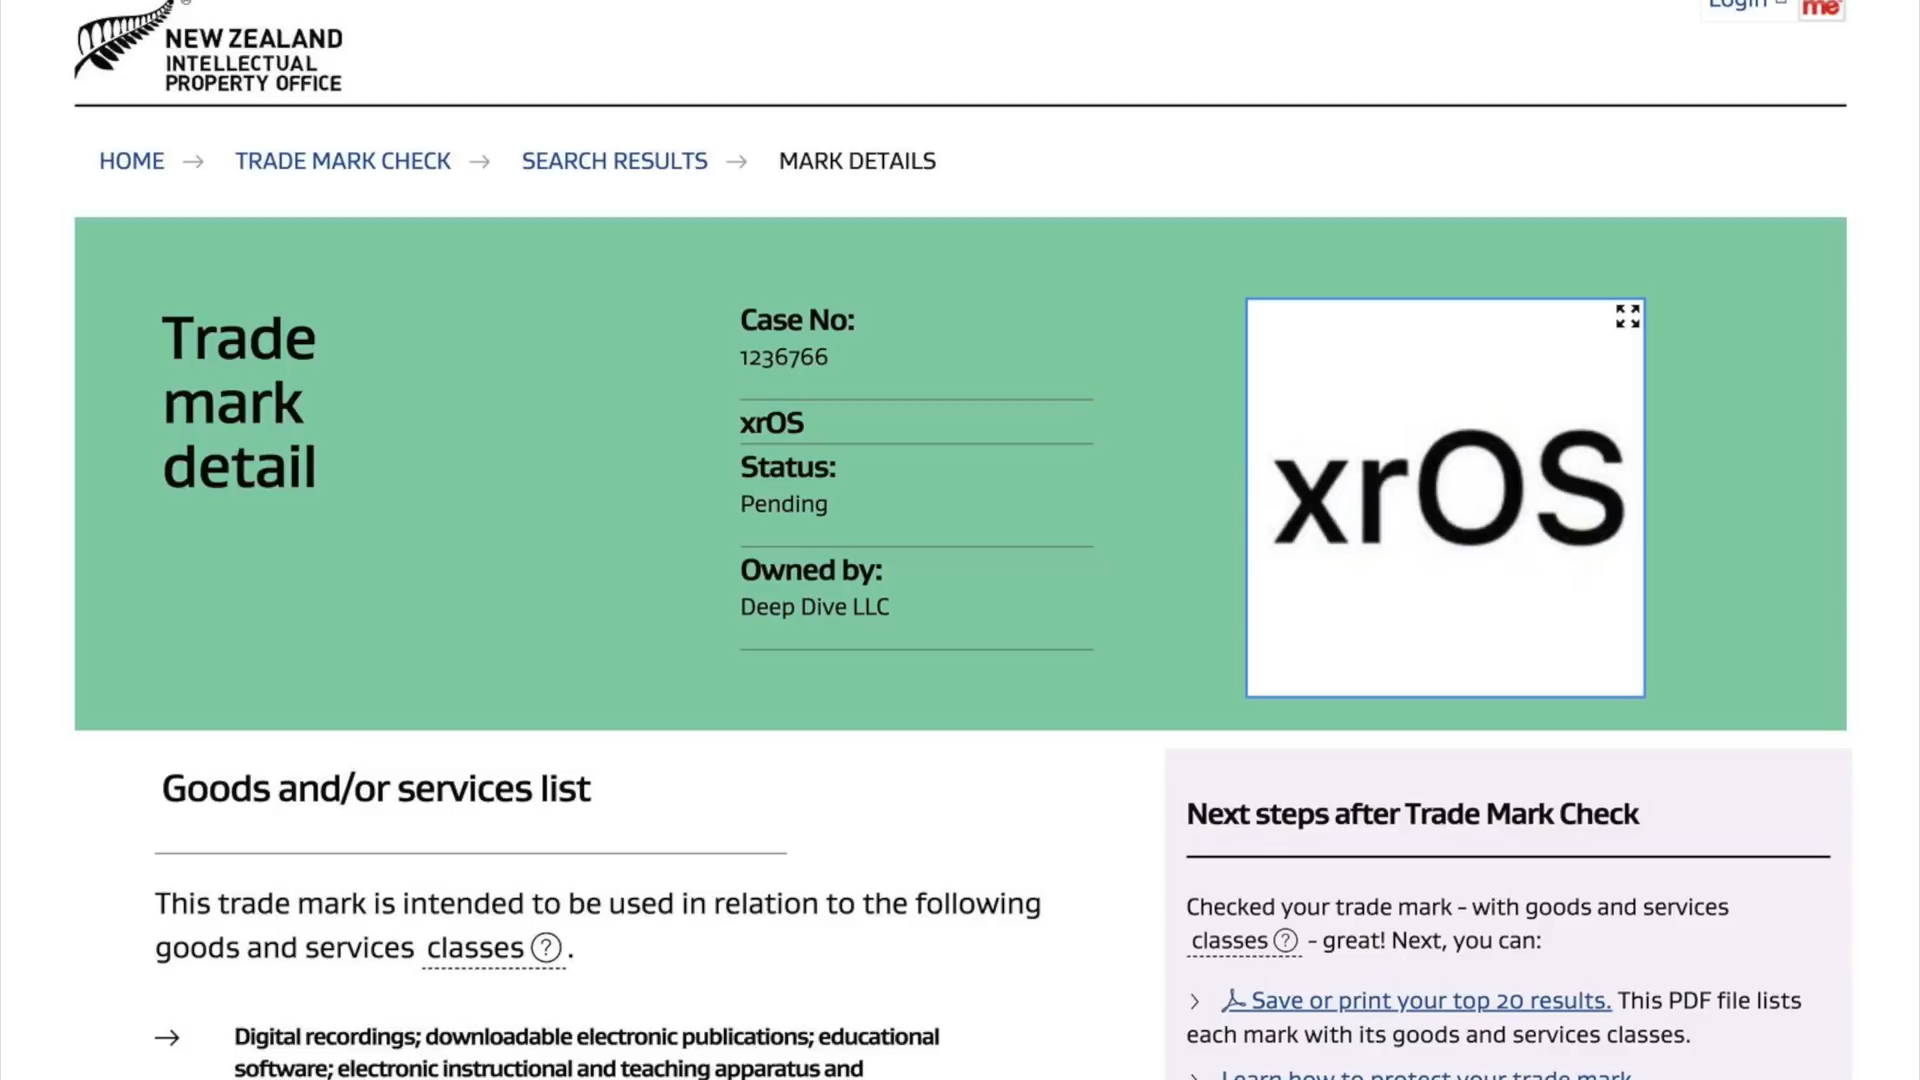 Login
me
®
NEW ZEALAND
INTELLECTUAL
PROPERTY OFFICE
HOME → TRADE MARK CHECK → SEARCH RESULTS → MARK DETAILS
Trade
mark
detail
Case No:
1236766
xrOS
Status:
Pending
Owned by:
Deep Dive LLC
xrOS
Goods and/or services list
This trade mark is intended to be used in relation to the following
goods and services classes ? .
→ Digital recordings; downloadable electronic publications; educational
software; electronic instructional and teaching apparatus and
Next steps after Trade Mark Check
Checked your trade mark - with goods and services
classes ? - great! Next, you can:
> Save or print your top 20 results. This PDF file lists
each mark with its goods and services classes.
> Learn how to protect your trade mark